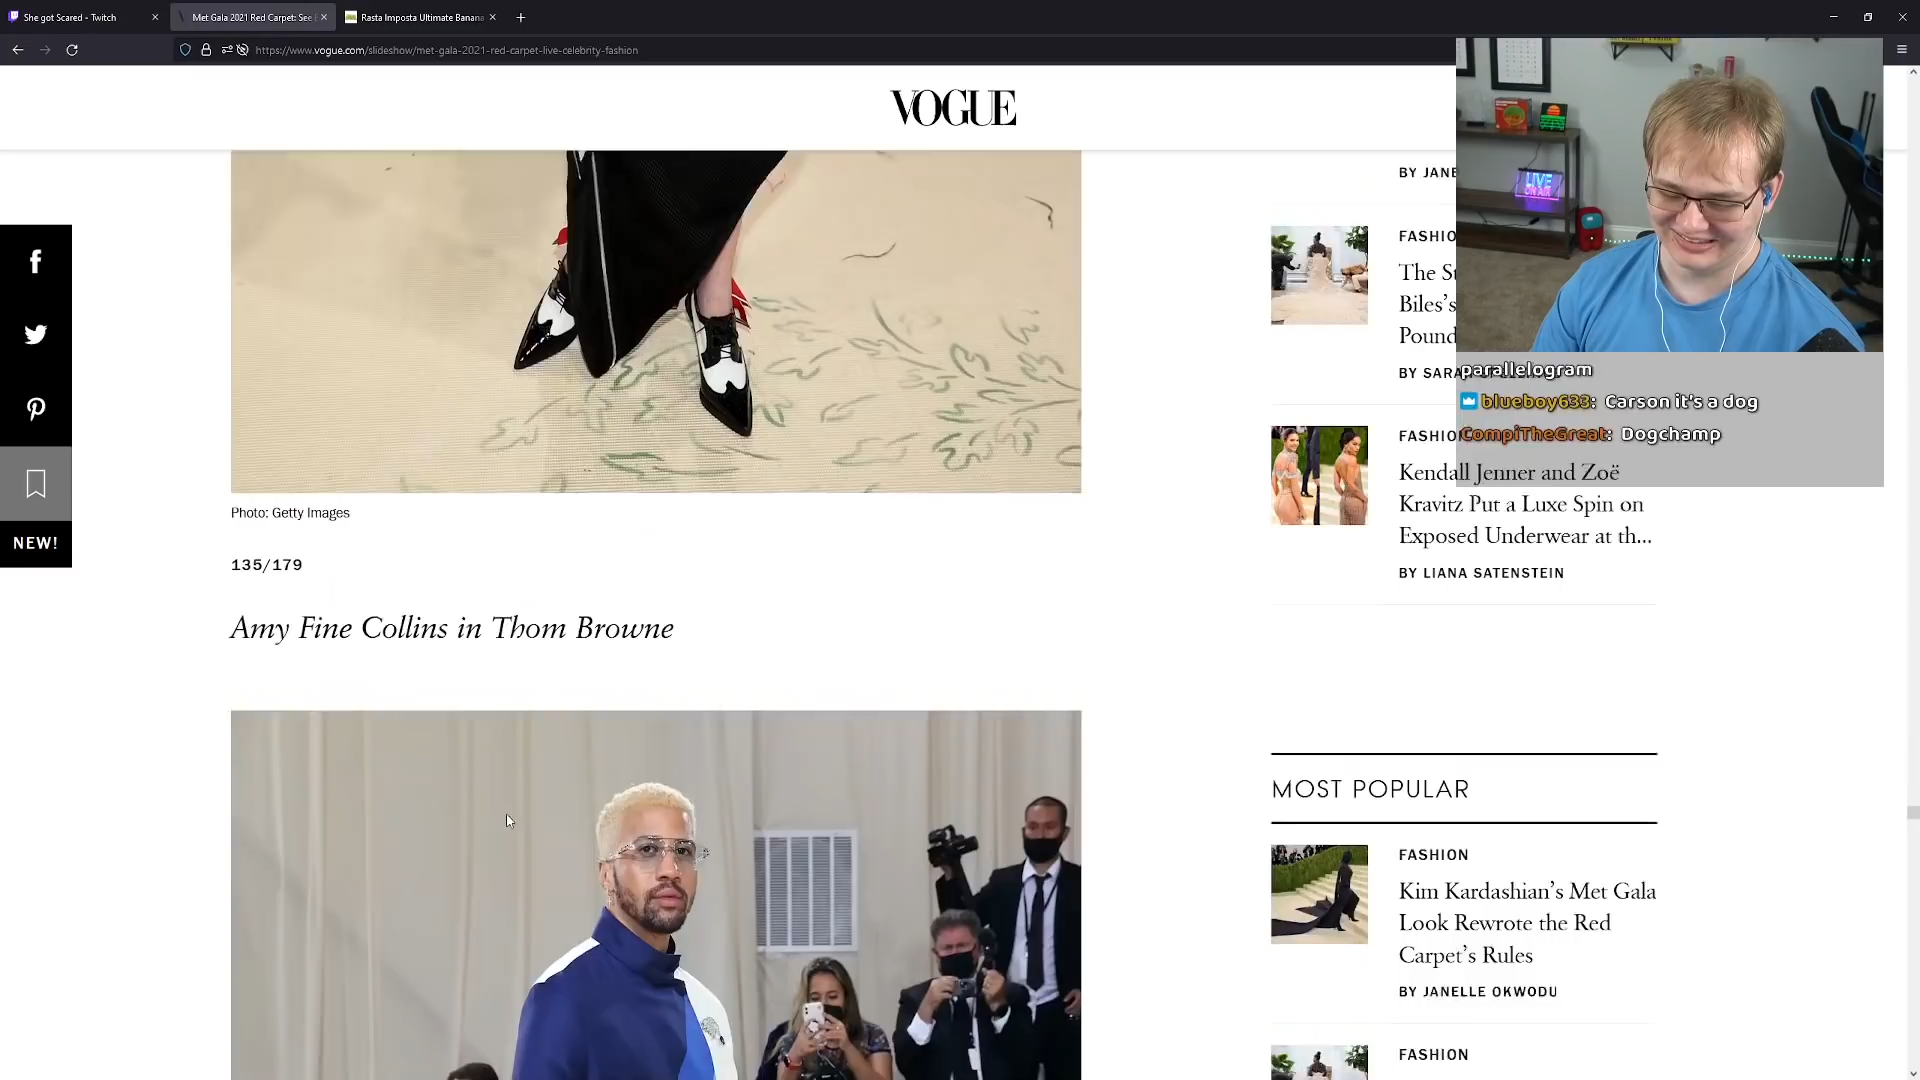 She got Scared - Twitch
Met Gala 2021 Red Carpet: See
Rasta Imposta Ultimate Banana
https://www.vogue.com/slideshow/met-gala-2021-red-carpet-live-celebrity-fashion
VOGUE
NEW!
Photo: Getty Images
135/179
Amy Fine Collins in Thom Browne
BY JANE
FASHIO
The S
Biles's
Pound
BY SARA
FASHIO
Kendall Jenner and Zoë
Kravitz Put a Luxe Spin on
Exposed Underwear at th...
BY LIANA SATENSTEIN
MOST POPULAR
FASHION
Kim Kardashian's Met Gala
Look Rewrote the Red
Carpet's Rules
BY JANELLE OKWODU
FASHION
LIVE
ON AIR
parallelogram
blueboy633: Carson it's a dog
CompiTheGreat: Dogchamp